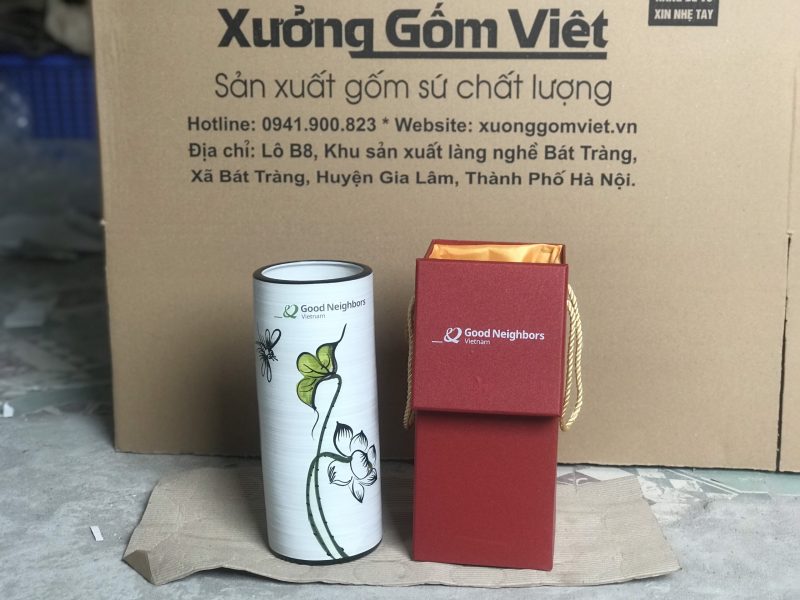 XIN NHẸ TAY
Xưởng Gốm Việt
Sản xuất gốm sứ chất lượng
Hotline: 0941.900.823 * Website: xuonggomviet.vn
Địa chỉ: Lô B8, Khu sản xuất làng nghề Bát Tràng,
Xã Bát Tràng, Huyện Gia Lâm, Thành Phố Hà Nội.
Good Neighbors
Vietnam
Good Neighbors
Vietnam